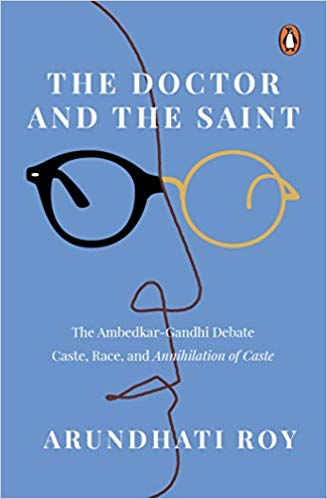 THE DOCTOR
AND THE SAINT
The Ambedkar-Gandhi Debate
Caste, Race, and Annihilation of Caste
ARUNDHATI ROY